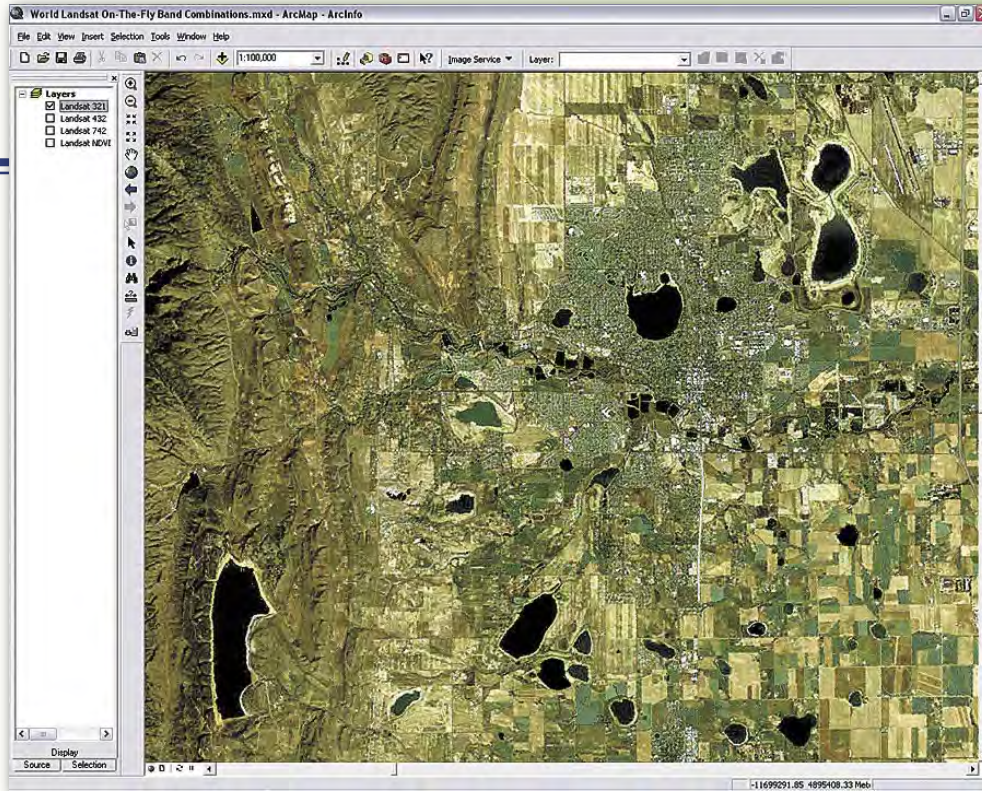 World Landsat On-The-Fly Band Combinations.mxd - ArcMap - ArcInfo
File Edit View Insert Selection Tools Window Help
1:100,000 Image Service Layer:
Layers
Landsat 321
Landsat 432
Landsat 742
Landsat NDVI
Display
Source Selection
-11699291.85 4895408.33 Mete